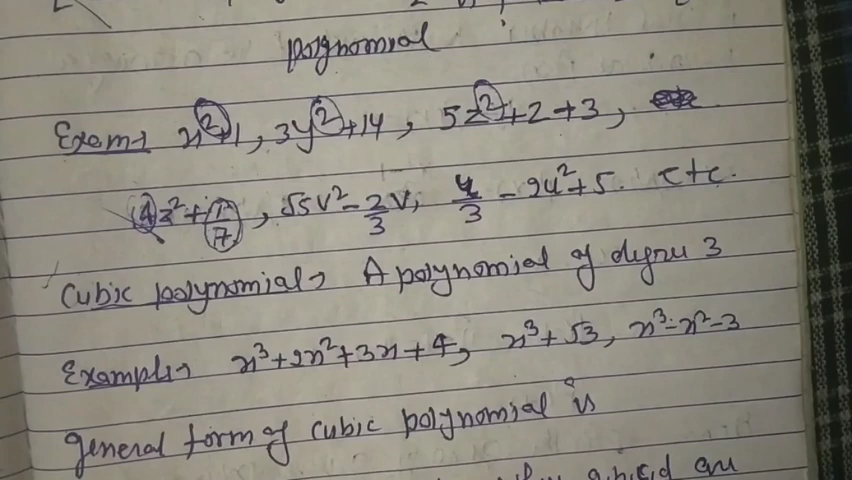 polynomial
Exam→ x²+1, 3y²+14, 5z²+2+3,
4z²+1/7, √5v²-2/3v, 4/3-2u²+5. etc.
Cubic polynomial→ A polynomial of degree 3
Example→ x³+2x²+3x+4, x³+√3, x³-x²-3
general form of cubic polynomial is
a,b,c,d are